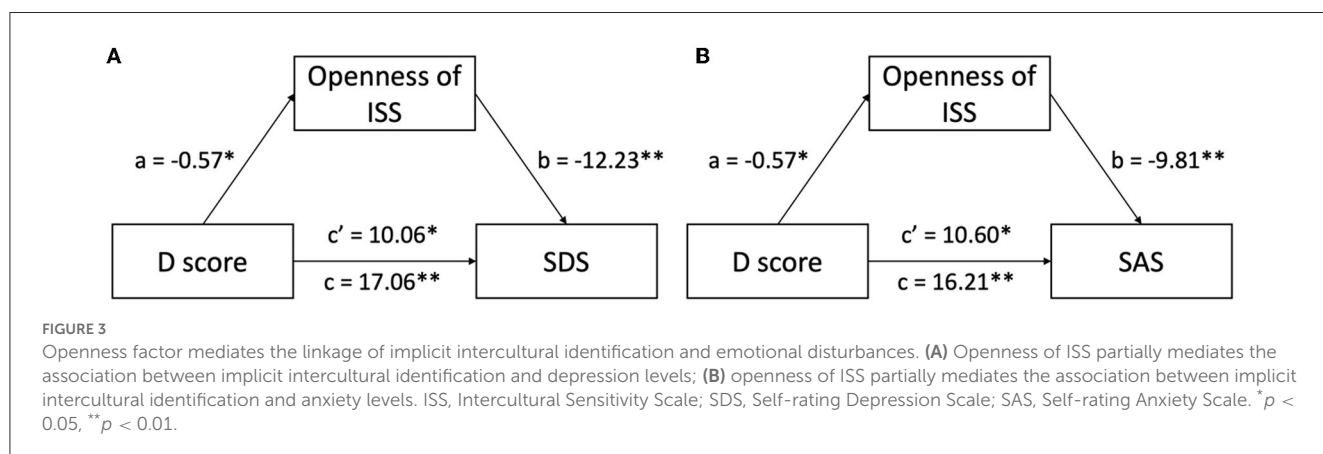 A
Openness of
ISS
a = -0.57*
b = -12.23**
D score
c' = 10.06*
c = 17.06**
SDS
B
Openness of
ISS
a = -0.57*
b = -9.81**
D score
c' = 10.60*
c = 16.21**
SAS
FIGURE 3
Openness factor mediates the linkage of implicit intercultural identification and emotional disturbances. (A) Openness of ISS partially mediates the
association between implicit intercultural identification and depression levels; (B) openness of ISS partially mediates the association between implicit
intercultural identification and anxiety levels. ISS, Intercultural Sensitivity Scale; SDS, Self-rating Depression Scale; SAS, Self-rating Anxiety Scale. *p <
0.05, **p < 0.01.